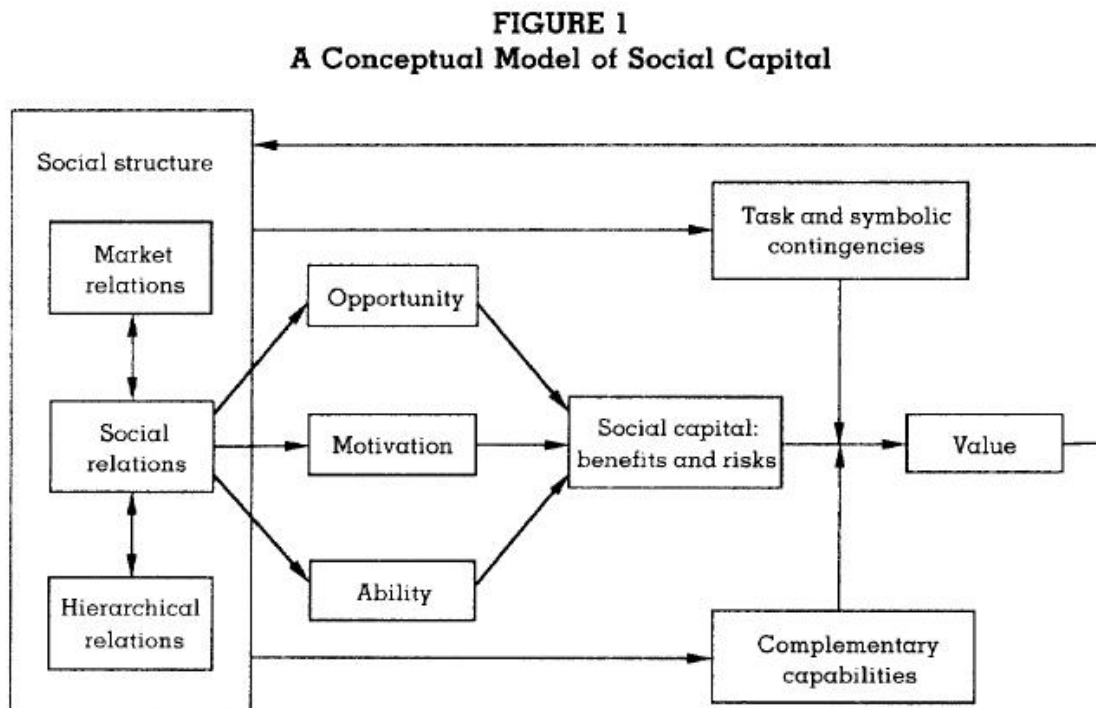 FIGURE 1
A Conceptual Model of Social Capital
Social structure
Market
relations
Social
relations
Hierarchical
relations
Opportunity
Motivation
Ability
Social capital:
benefits and risks
Task and symbolic
contingencies
Value
Complementary
capabilities